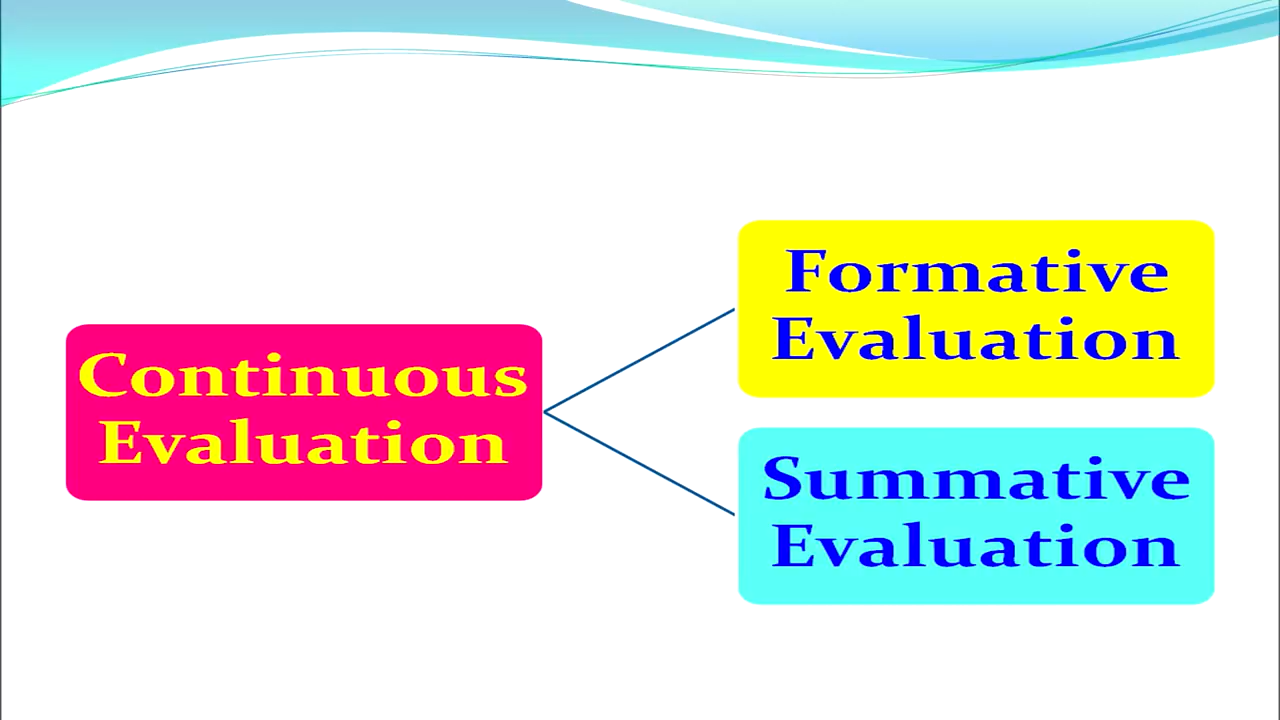 Continuous
Evaluation
Formative
Evaluation
Summative
Evaluation